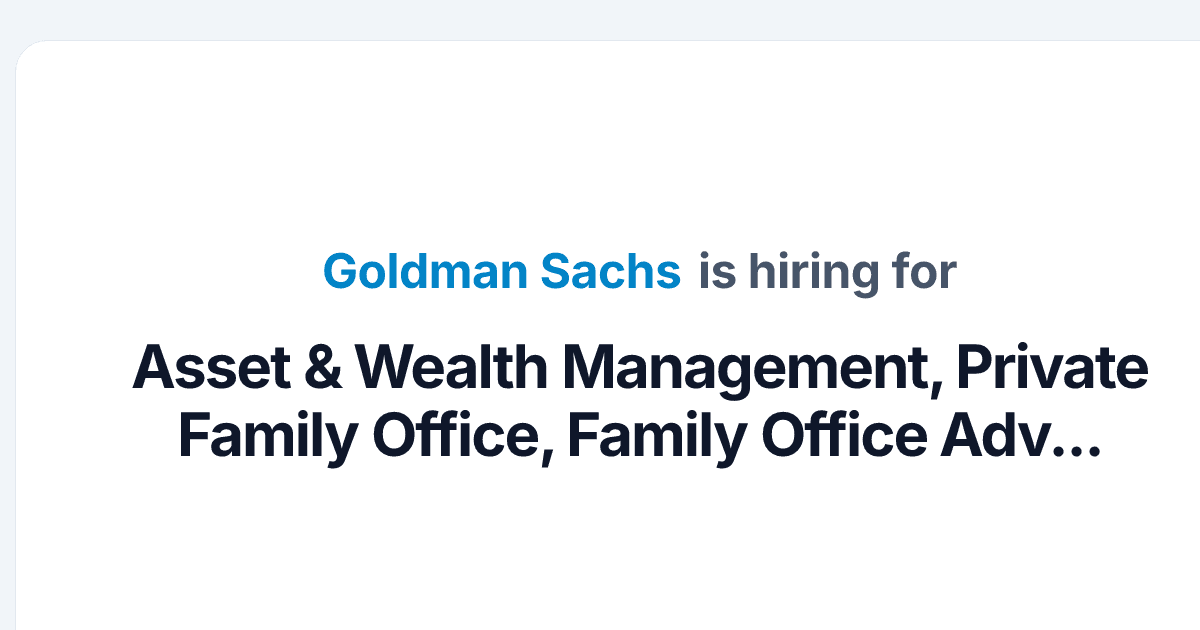 Goldman Sachs is hiring for
Asset & Wealth Management, Private
Family Office, Family Office Adv...